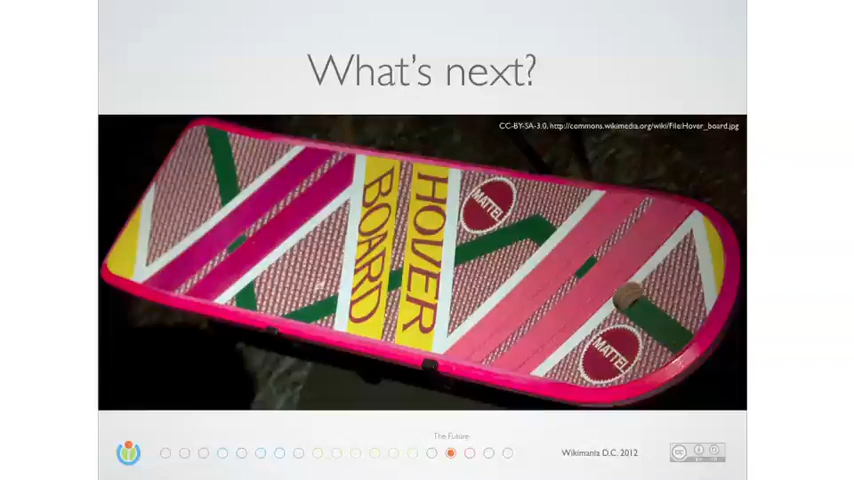 What's next?
CC-BY-SA-3.0, http://commons.wikimedia.org/wiki/File:Hover_board.jpg
HOVER
BOARD
MATTEL
MATTEL
The Future
Wikimania D.C. 2012
cc